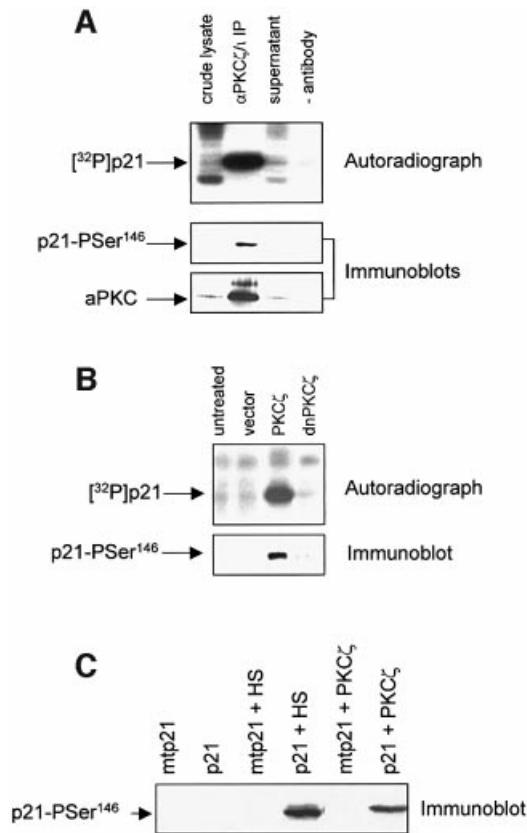 A
crude lysate
αPKCζ/ι IP
supernatant
- antibody
[³²P]p21
Autoradiograph
p21-PSer¹⁴⁶
aPKC
Immunoblots
B
untreated
vector
PKCζ
dnPKCζ
[³²P]p21
Autoradiograph
p21-PSer¹⁴⁶
Immunoblot
C
mtp21
p21
mtp21 + HS
p21 + HS
mtp21 + PKCζ
p21 + PKCζ
p21-PSer¹⁴⁶
Immunoblot